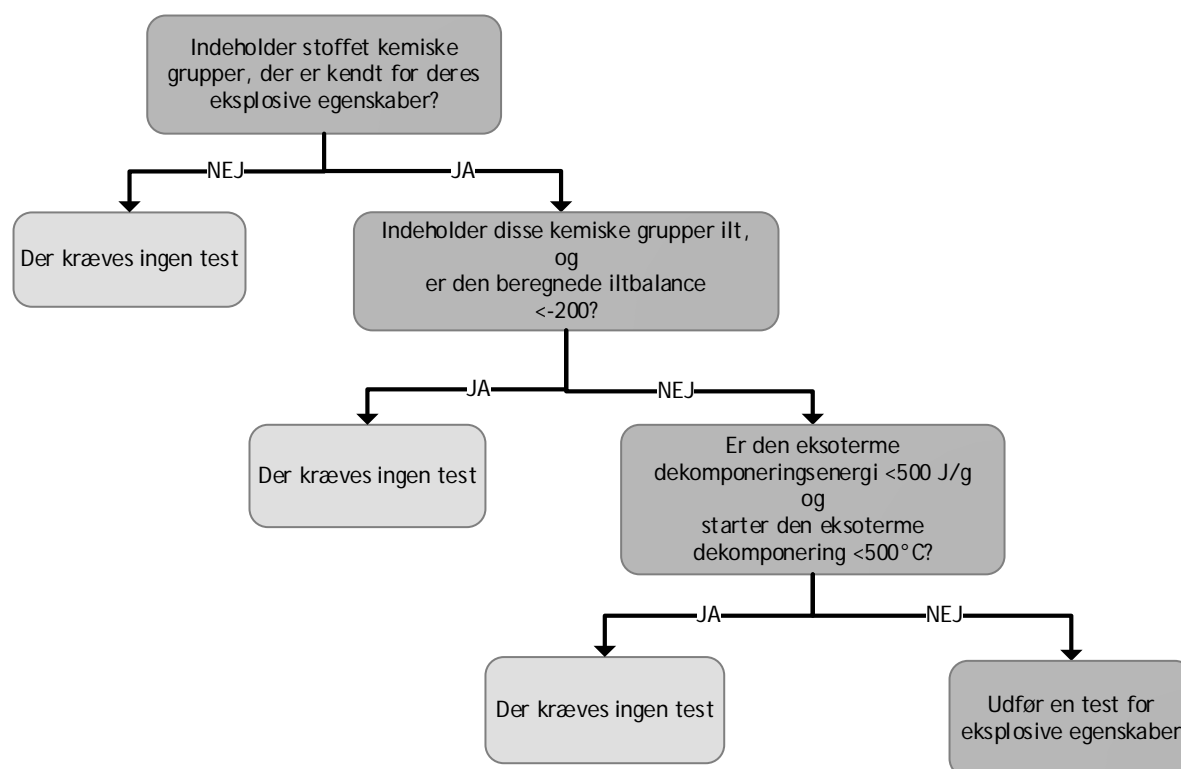 Indeholder stoffet kemiske
grupper, der er kendt for deres
eksplosive egenskaber?
NEJ
JA
Der kræves ingen test
Indeholder disse kemiske grupper ilt,
og
er den beregnede iltbalance
<-200?
JA
NEJ
Der kræves ingen test
Er den eksoterme
dekomponeringsenergi <500 J/g
og
starter den eksoterme
dekomponering <500°C?
JA
NEJ
Der kræves ingen test
Udfør en test for
eksplosive egenskaber